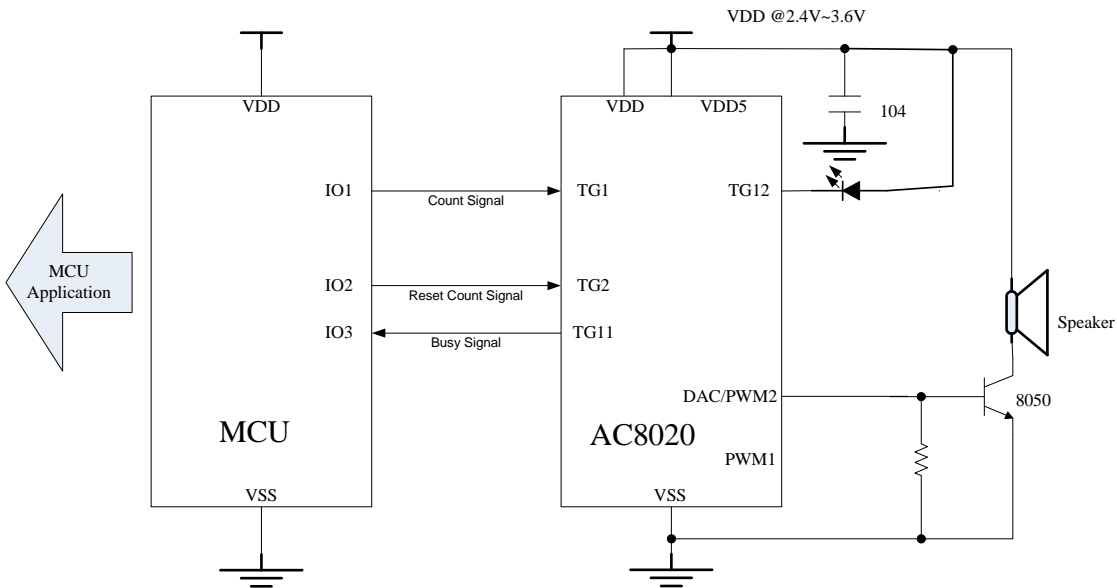 VDD @2.4V~3.6V
VDD
VDD
VDD5
104
IO1
Count Signal
TG1
TG12
MCU
Application
IO2
Reset Count Signal
TG2
IO3
Busy Signal
TG11
Speaker
DAC/PWM2
8050
MCU
AC8020
PWM1
VSS
VSS